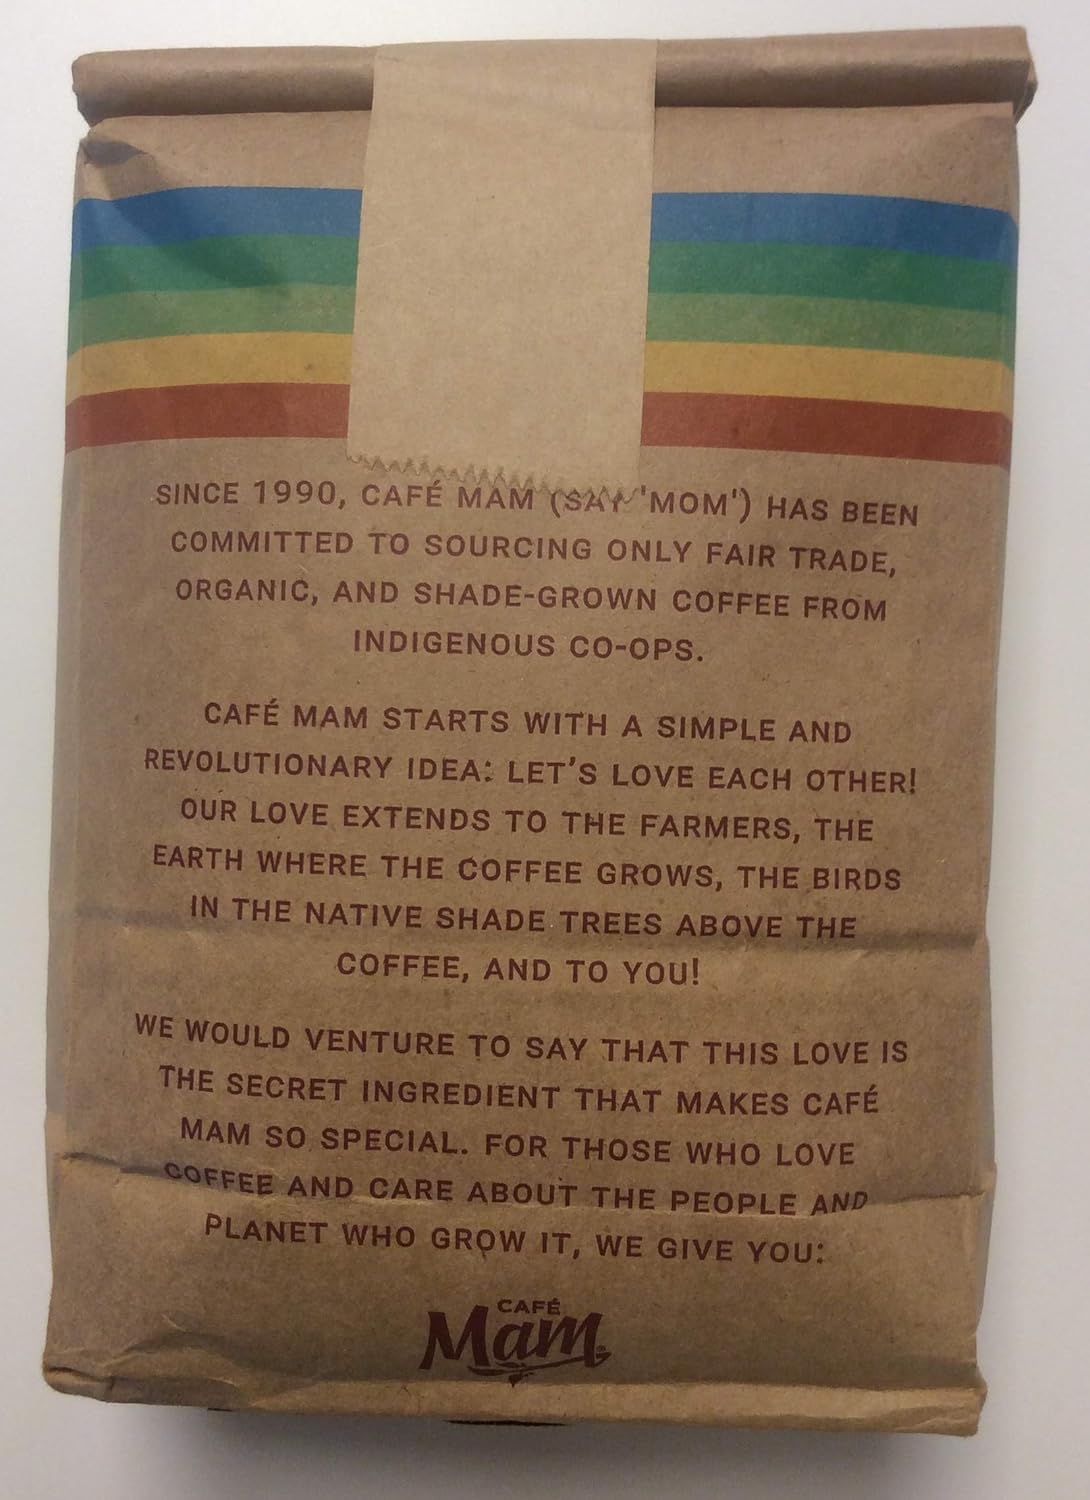 SINCE 1990, CAFÉ MAM (SAY 'MOM') HAS BEEN
COMMITTED TO SOURCING ONLY FAIR TRADE,
ORGANIC, AND SHADE-GROWN COFFEE FROM
INDIGENOUS CO-OPS.
CAFÉ MAM STARTS WITH A SIMPLE AND
REVOLUTIONARY IDEA: LET'S LOVE EACH OTHER!
OUR LOVE EXTENDS TO THE FARMERS, THE
EARTH WHERE THE COFFEE GROWS, THE BIRDS
IN THE NATIVE SHADE TREES ABOVE THE
COFFEE, AND TO YOU!
WE WOULD VENTURE TO SAY THAT THIS LOVE IS
THE SECRET INGREDIENT THAT MAKES CAFÉ
MAM SO SPECIAL. FOR THOSE WHO LOVE
COFFEE AND CARE ABOUT THE PEOPLE AND
PLANET WHO GROW IT, WE GIVE YOU:
CAFÉ
Mam